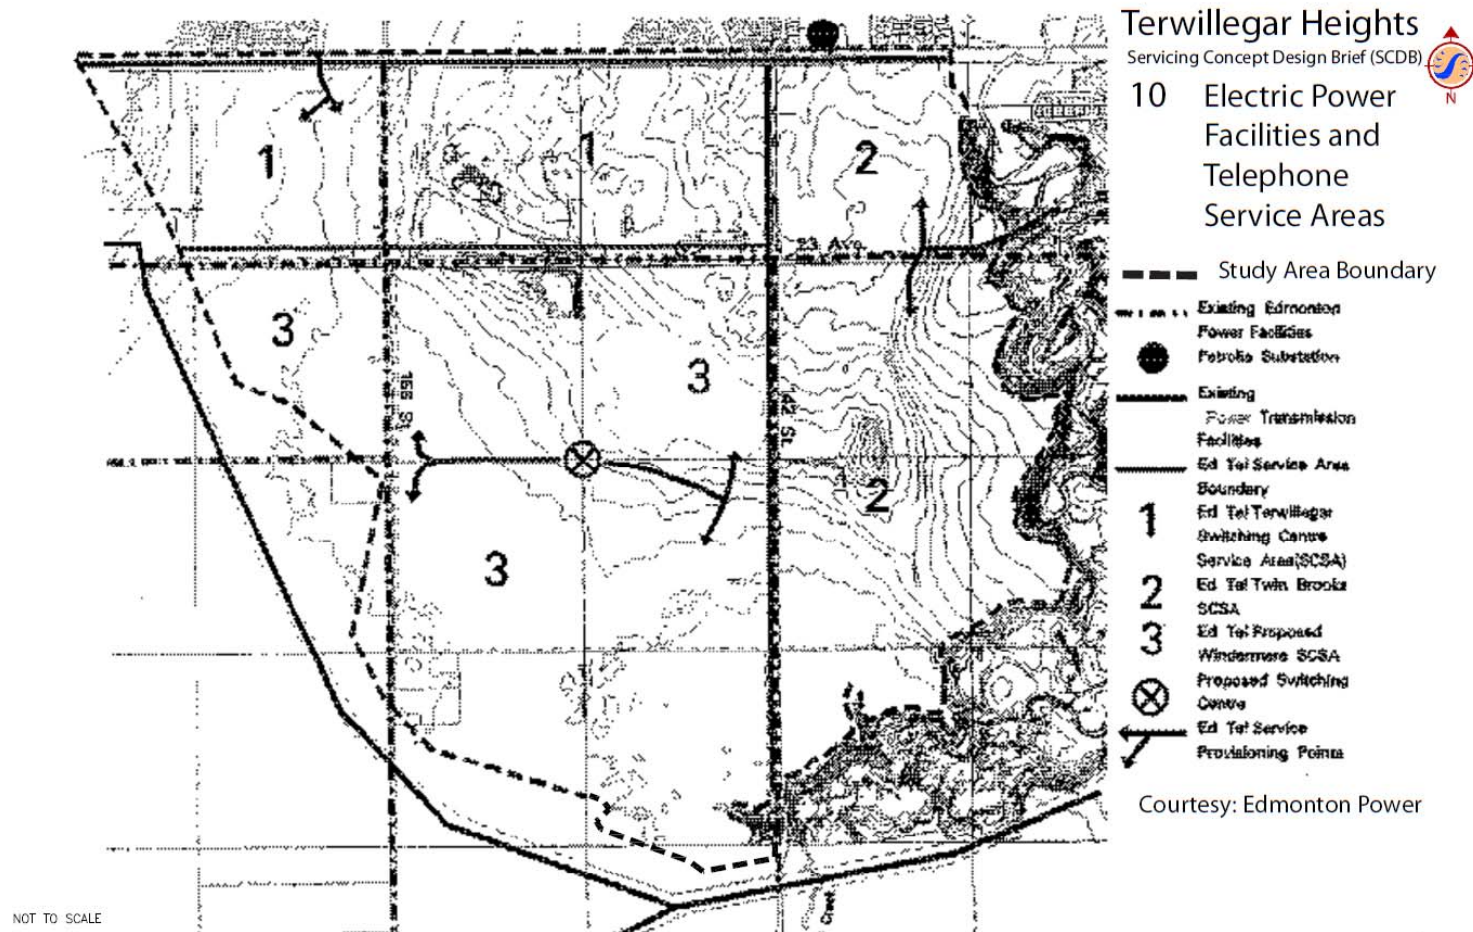 Terwillegar Heights
Servicing Concept Design Brief (SCDB)
N
10 Electric Power
Facilities and
Telephone
Service Areas
Study Area Boundary
Existing Edmonton
Power Facilities
Petrolia Substation
Existing
Power Transmission
Facilities
Ed Tel Service Area
Boundary
1 Ed Tel Terwillegar
Switching Centre
Service Area(SCSA)
2 Ed Tel Twin Brooks
SCSA
3 Ed Tel Proposed
Windermere SCSA
Proposed Switching
Centre
Ed Tel Service
Provisioning Points
Courtesy: Edmonton Power
1
1
2
23 Ave.
3
3
156 St.
142 St.
2
3
Creek
NOT TO SCALE